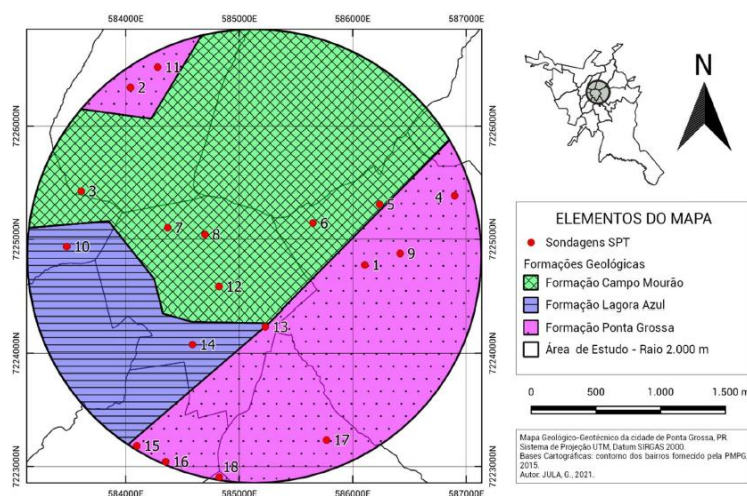 584000E
585000E
586000E
587000E
7226000N
7225000N
7224000N
7223000N
11
2
3
4
5
6
7
8
10
9
1
12
13
14
15
16
17
18
584000E
585000E
586000E
587000E
7226000N
7225000N
7224000N
7223000N
N
ELEMENTOS DO MAPA
Sondagens SPT
Formações Geológicas
Formação Campo Mourão
Formação Lagora Azul
Formação Ponta Grossa
Área de Estudo - Raio 2.000 m
0 500 1.000 1.500 m
Mapa Geológico-Geotécnico da cidade de Ponta Grossa, PR
Sistema de Projeção UTM, Datum SIRGAS 2000.
Bases Cartográficas: contorno dos bairros fornecido pela PMPG,
2015.
Autor: JULA, G., 2021.